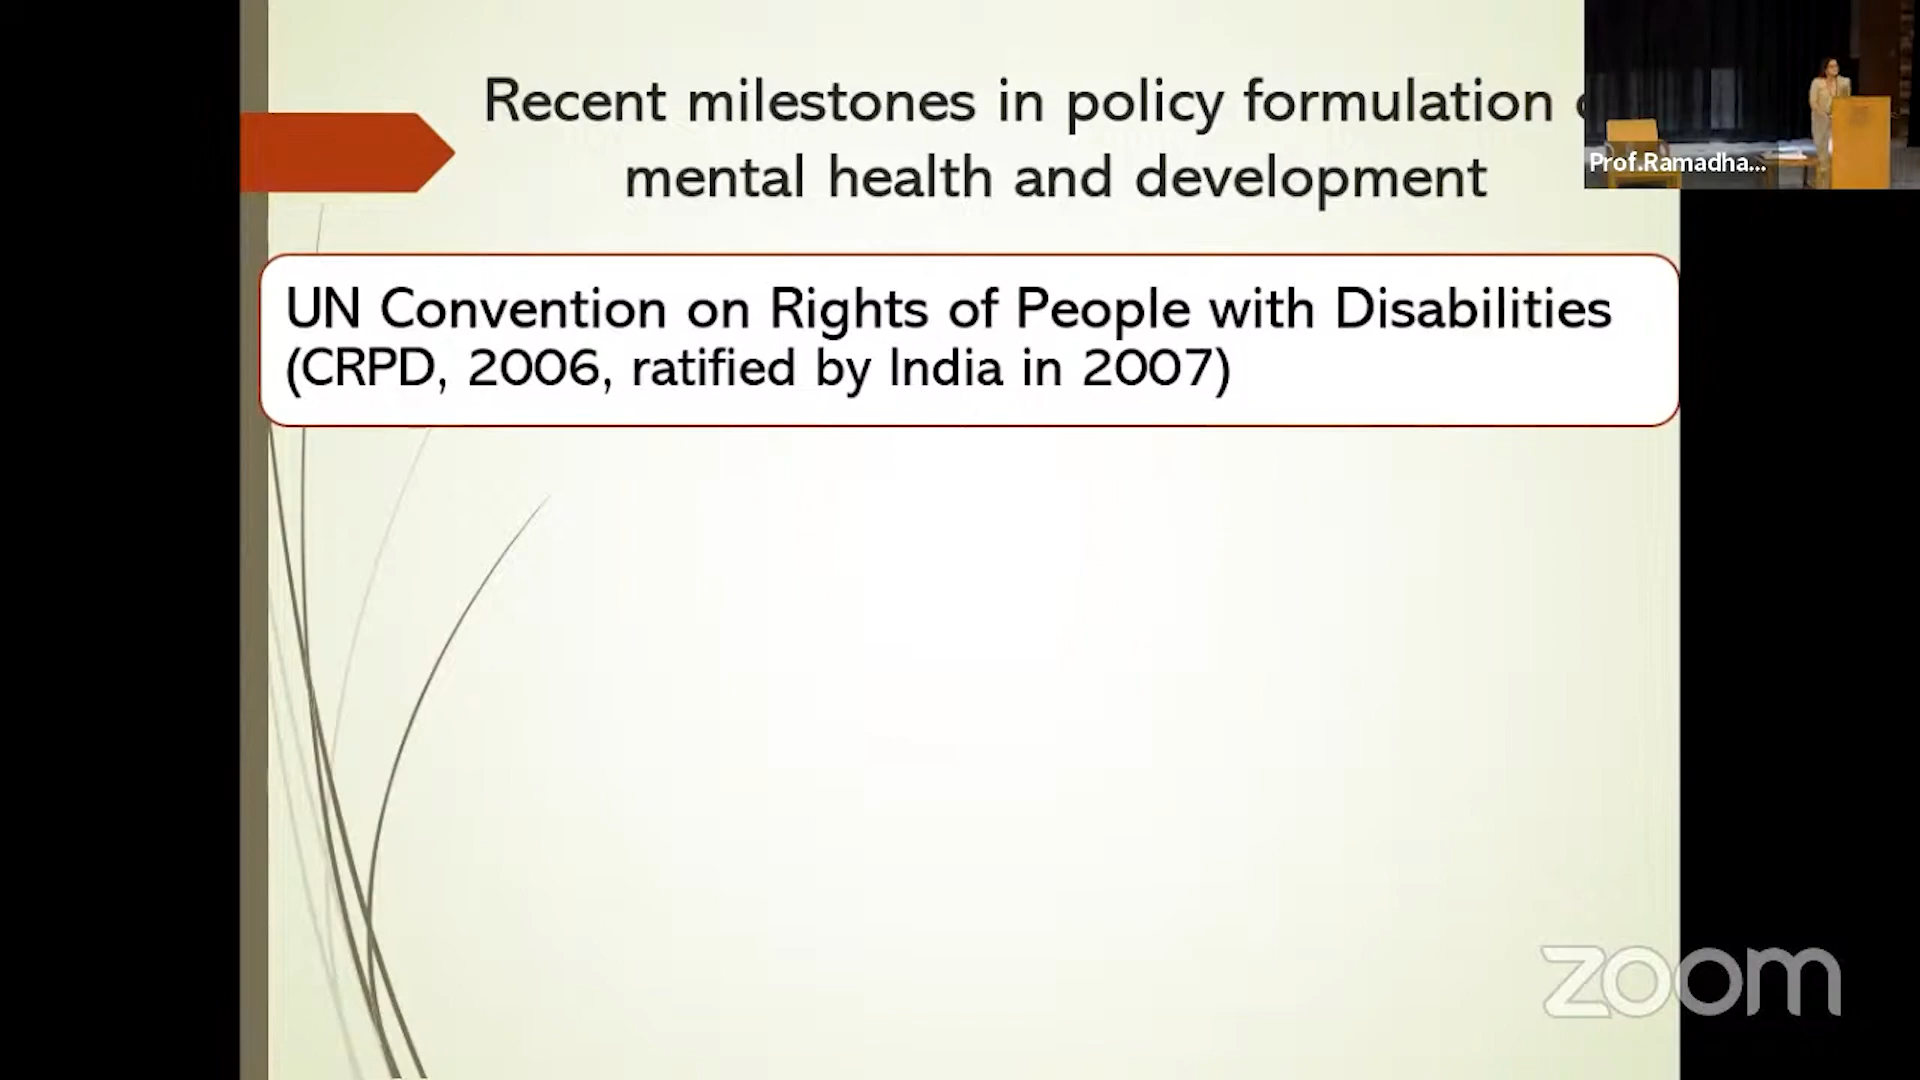 Recent milestones in policy formulation
mental health and development
Prof.Ramadha...
UN Convention on Rights of People with Disabilities
(CRPD, 2006, ratified by India in 2007)
zoom